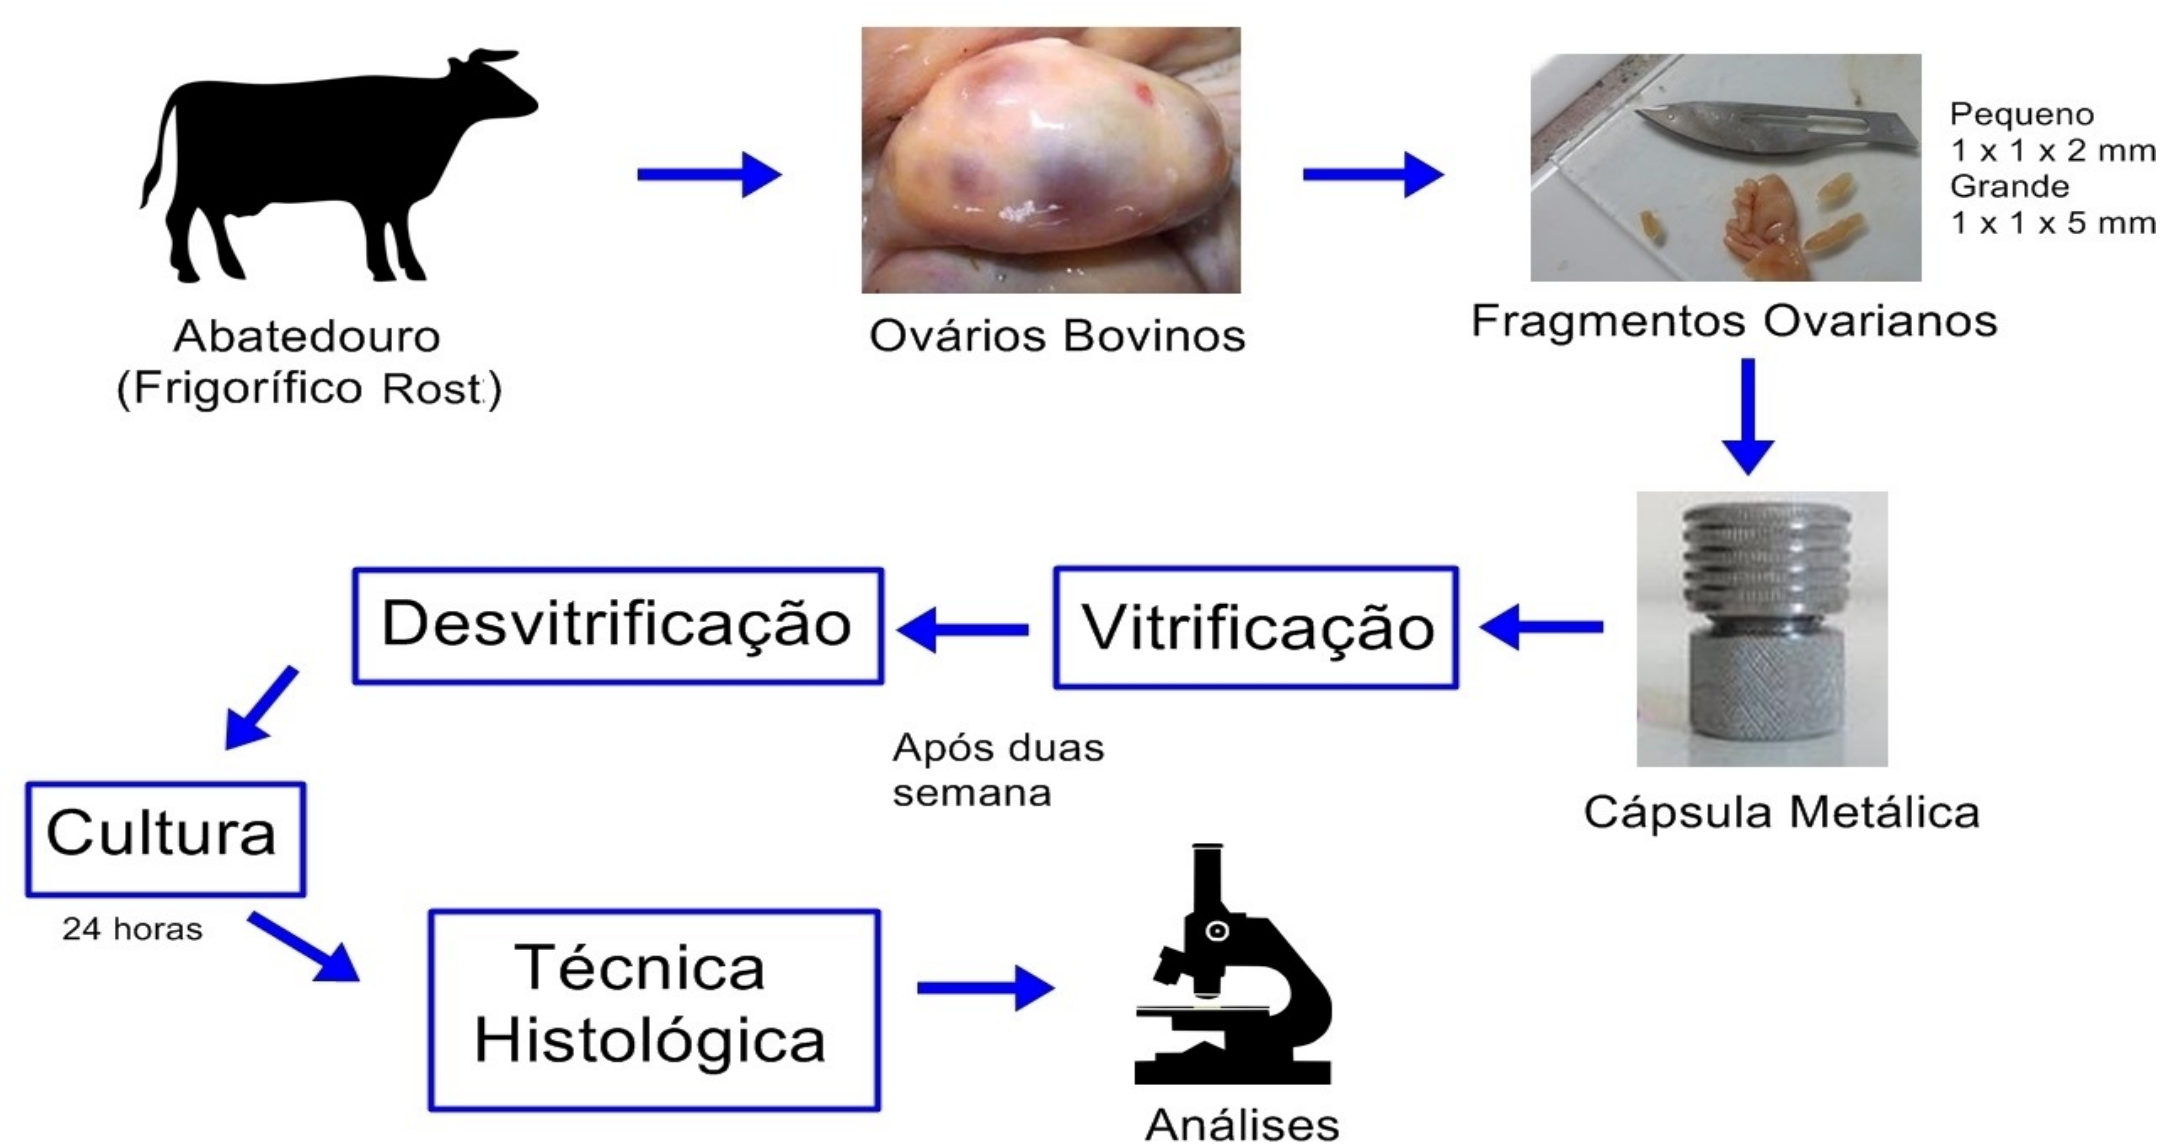 Abatedouro
(Frigorífico Rost.)
Ovários Bovinos
Pequeno
1 x 1 x 2 mm
Grande
1 x 1 x 5 mm
Fragmentos Ovarianos
Cápsula Metálica
Vitrificação
Após duas
semana
Desvitrificação
Cultura
24 horas
Técnica
Histológica
Análises